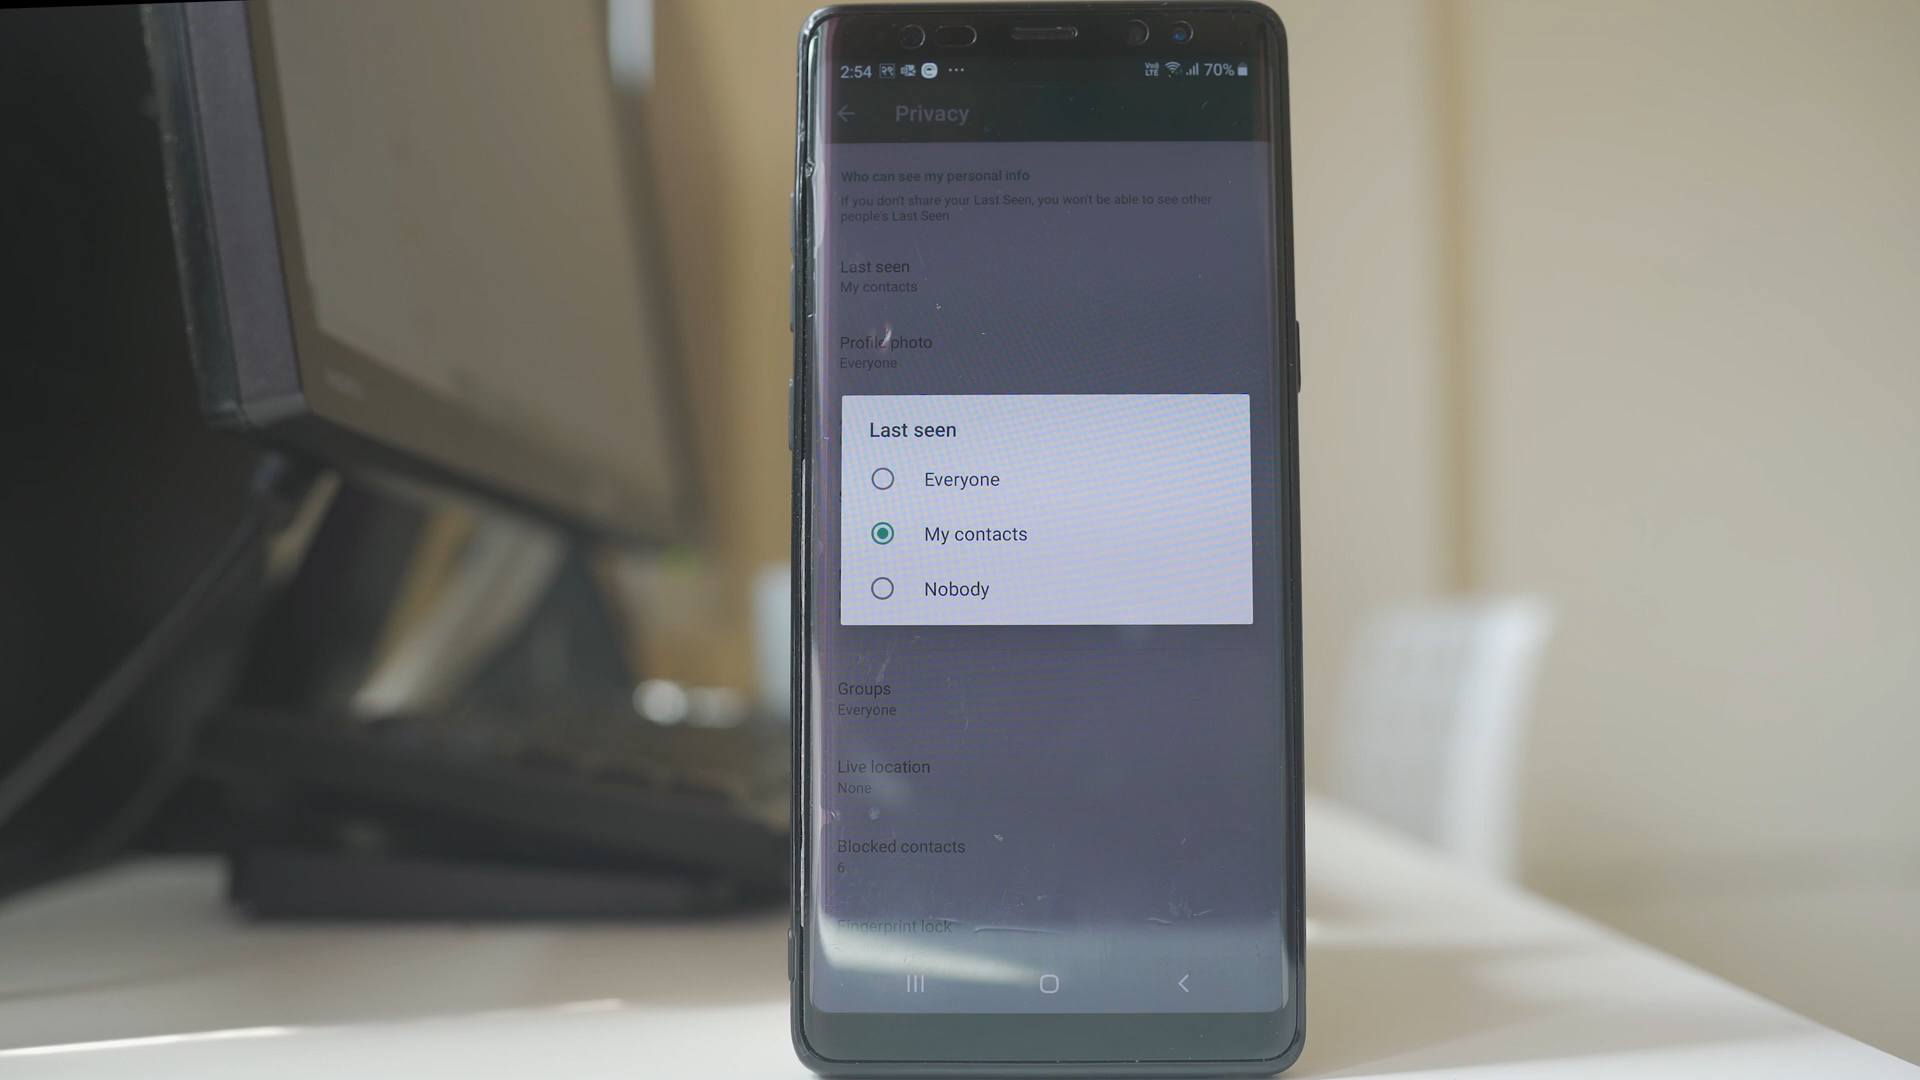 2:54 70%
Privacy
Who can see my personal info
If you don't share your Last Seen, you won't be able to see other
people's Last Seen
Last seen
My contacts
Profile photo
Everyone
Last seen
Everyone
My contacts
Nobody
Groups
Everyone
Live location
None
Blocked contacts
6
Fingerprint lock